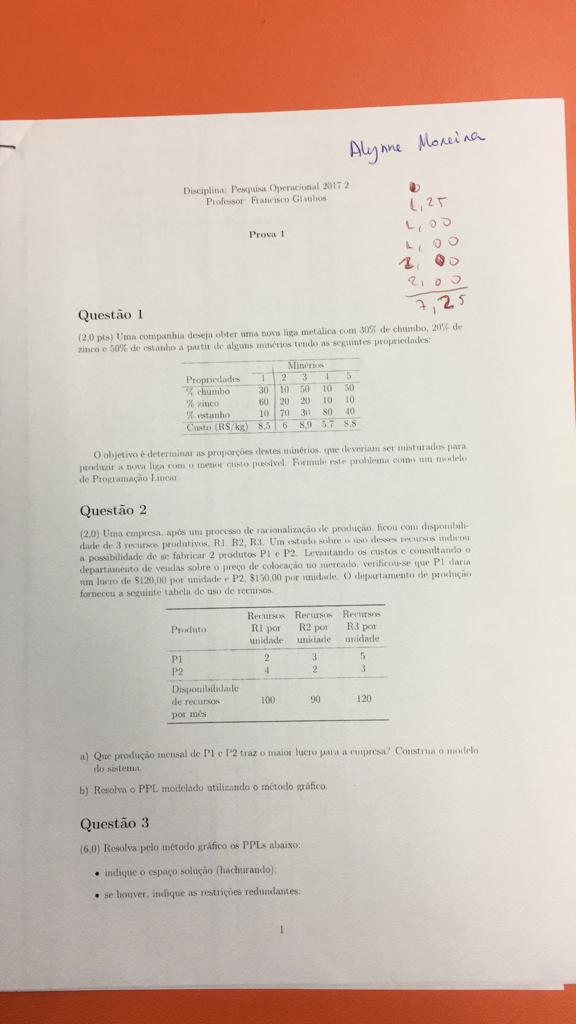 Alynne Moreira
Disciplina: Pesquisa Operacional 2017 2
Professor: Francisco Glaubos
Prova 1
1,25
1,00
1,00
2,00
2,00
7,25
Questão 1
(2,0 pts) Uma companhia deseja obter uma nova liga metálica com 30% de chumbo, 20% de
zinco e 50% de estanho a partir de alguns minérios tendo as seguintes propriedades:
Minérios
Propriedades 1 2 3 4 5
% chumbo 30 10 50 10 50
% zinco 60 20 20 10 10
% estanho 10 70 30 80 40
Custo (R$/kg) 8,5 6 8,9 5.7 8.8
O objetivo é determinar as proporções destes minérios, que deveriam ser misturados para
produzir a nova liga com o menor custo possível. Formule este problema como um modelo
de Programação Linear.
Questão 2
(2,0) Uma empresa, após um processo de racionalização de produção, ficou com disponibili-
dade de 3 recursos produtivos, R1, R2, R3. Um estudo sobre o uso desses recursos indicou
a possibilidade de se fabricar 2 produtos P1 e P2. Levantando os custos e consultando o
departamento de vendas sobre o preço de colocação no mercado, verificou-se que P1 daria
um lucro de $120,00 por unidade e P2, $150,00 por unidade. O departamento de produção
forneceu a seguinte tabela de uso de recursos.
Recursos Recursos Recursos
Produto R1 por R2 por R3 por
unidade unidade unidade
P1 2 3 5
P2 4 2 3
Disponibilidade
de recursos 100 90 120
por mês
a) Que produção mensal de P1 e P2 traz o maior lucro para a empresa? Construa o modelo
do sistema.
b) Resolva o PPL modelado utilizando o método gráfico.
Questão 3
(6,0) Resolva pelo método gráfico os PPLs abaixo:
• indique o espaço solução (hachurando);
• se houver, indique as restrições redundantes;
1